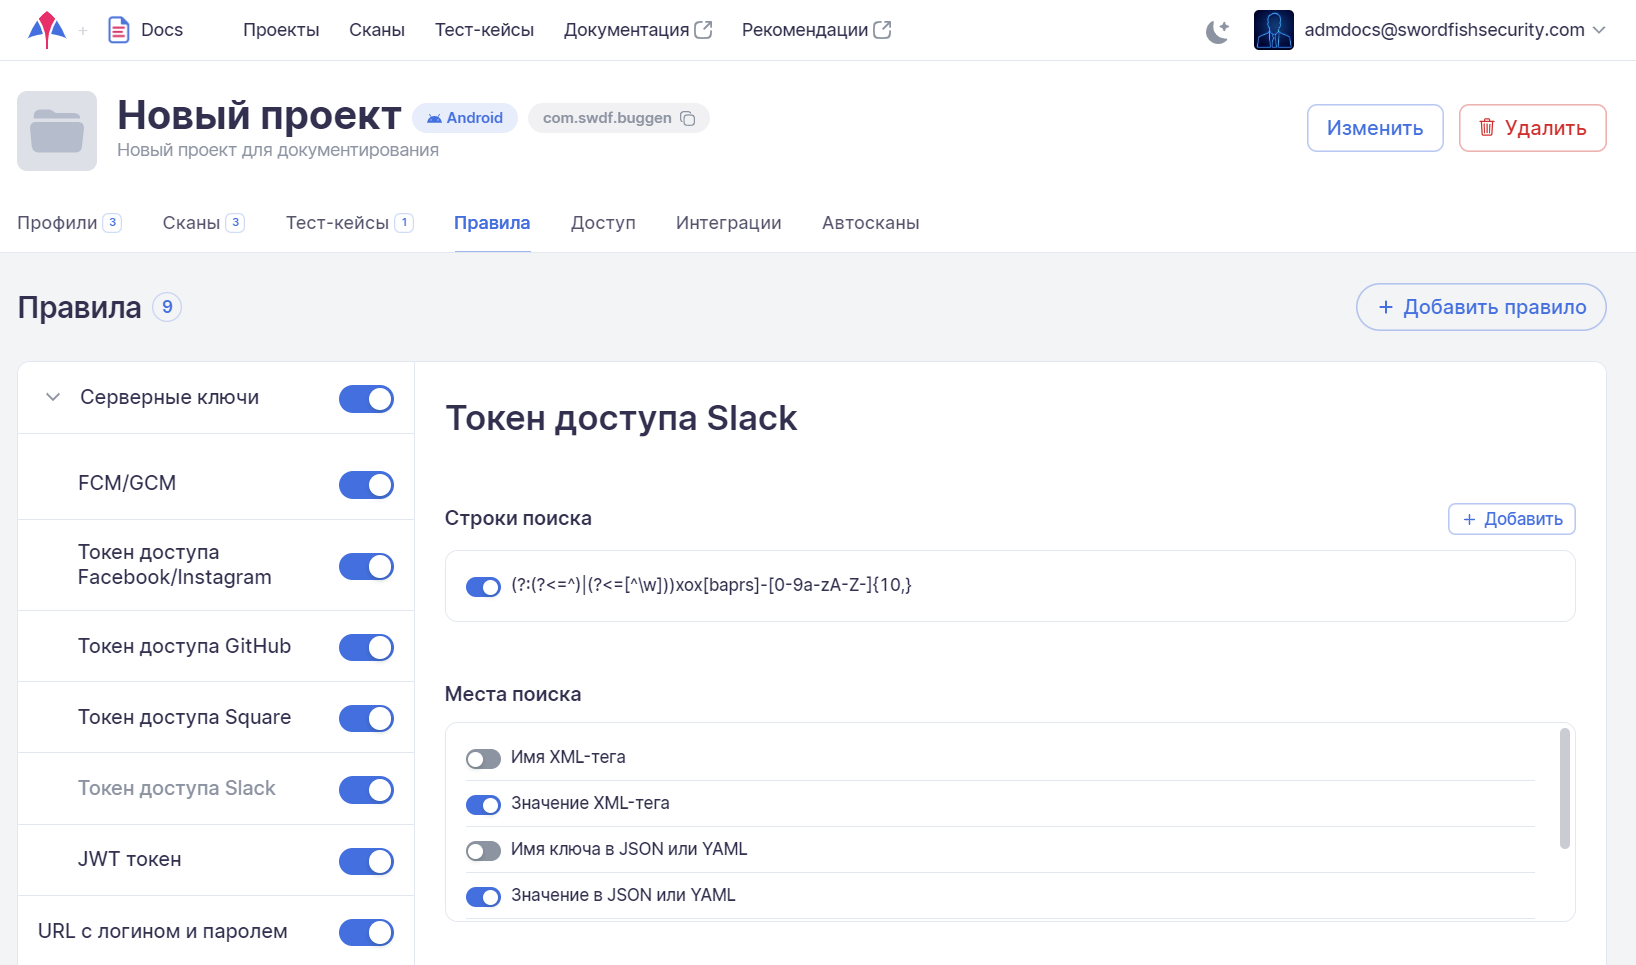 Docs
Проекты
Сканы
Тест-кейсы
Документация
Рекомендации
admdocs@swordfishsecurity.com
Новый проект
Android
com.swdf.buggen
Новый проект для документирования
Изменить
Удалить
Профили 3
Сканы 3
Тест-кейсы 1
Правила
Доступ
Интеграции
Автосканы
Правила 9
+ Добавить правило
Серверные ключи
FCM/GCM
Токен доступа
Facebook/Instagram
Токен доступа GitHub
Токен доступа Square
Токен доступа Slack
JWT токен
URL с логином и паролем
Токен доступа Slack
Строки поиска
+ Добавить
(?:(?<=^)|(?<=[^\w]))xox[baprs]-[0-9a-zA-Z-]{10,}
Места поиска
Имя XML-тега
Значение XML-тега
Имя ключа в JSON или YAML
Значение в JSON или YAML